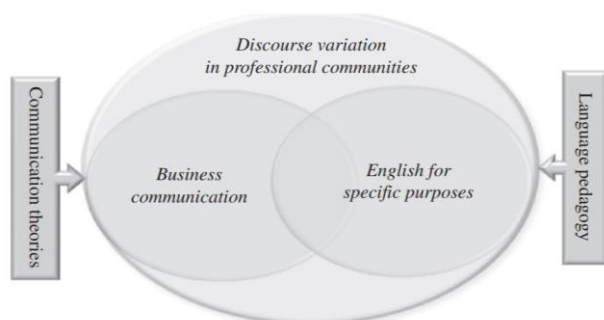 Discourse variation
in professional communities
Communication theories
Business
communication
English for
specific purposes
Language pedagogy